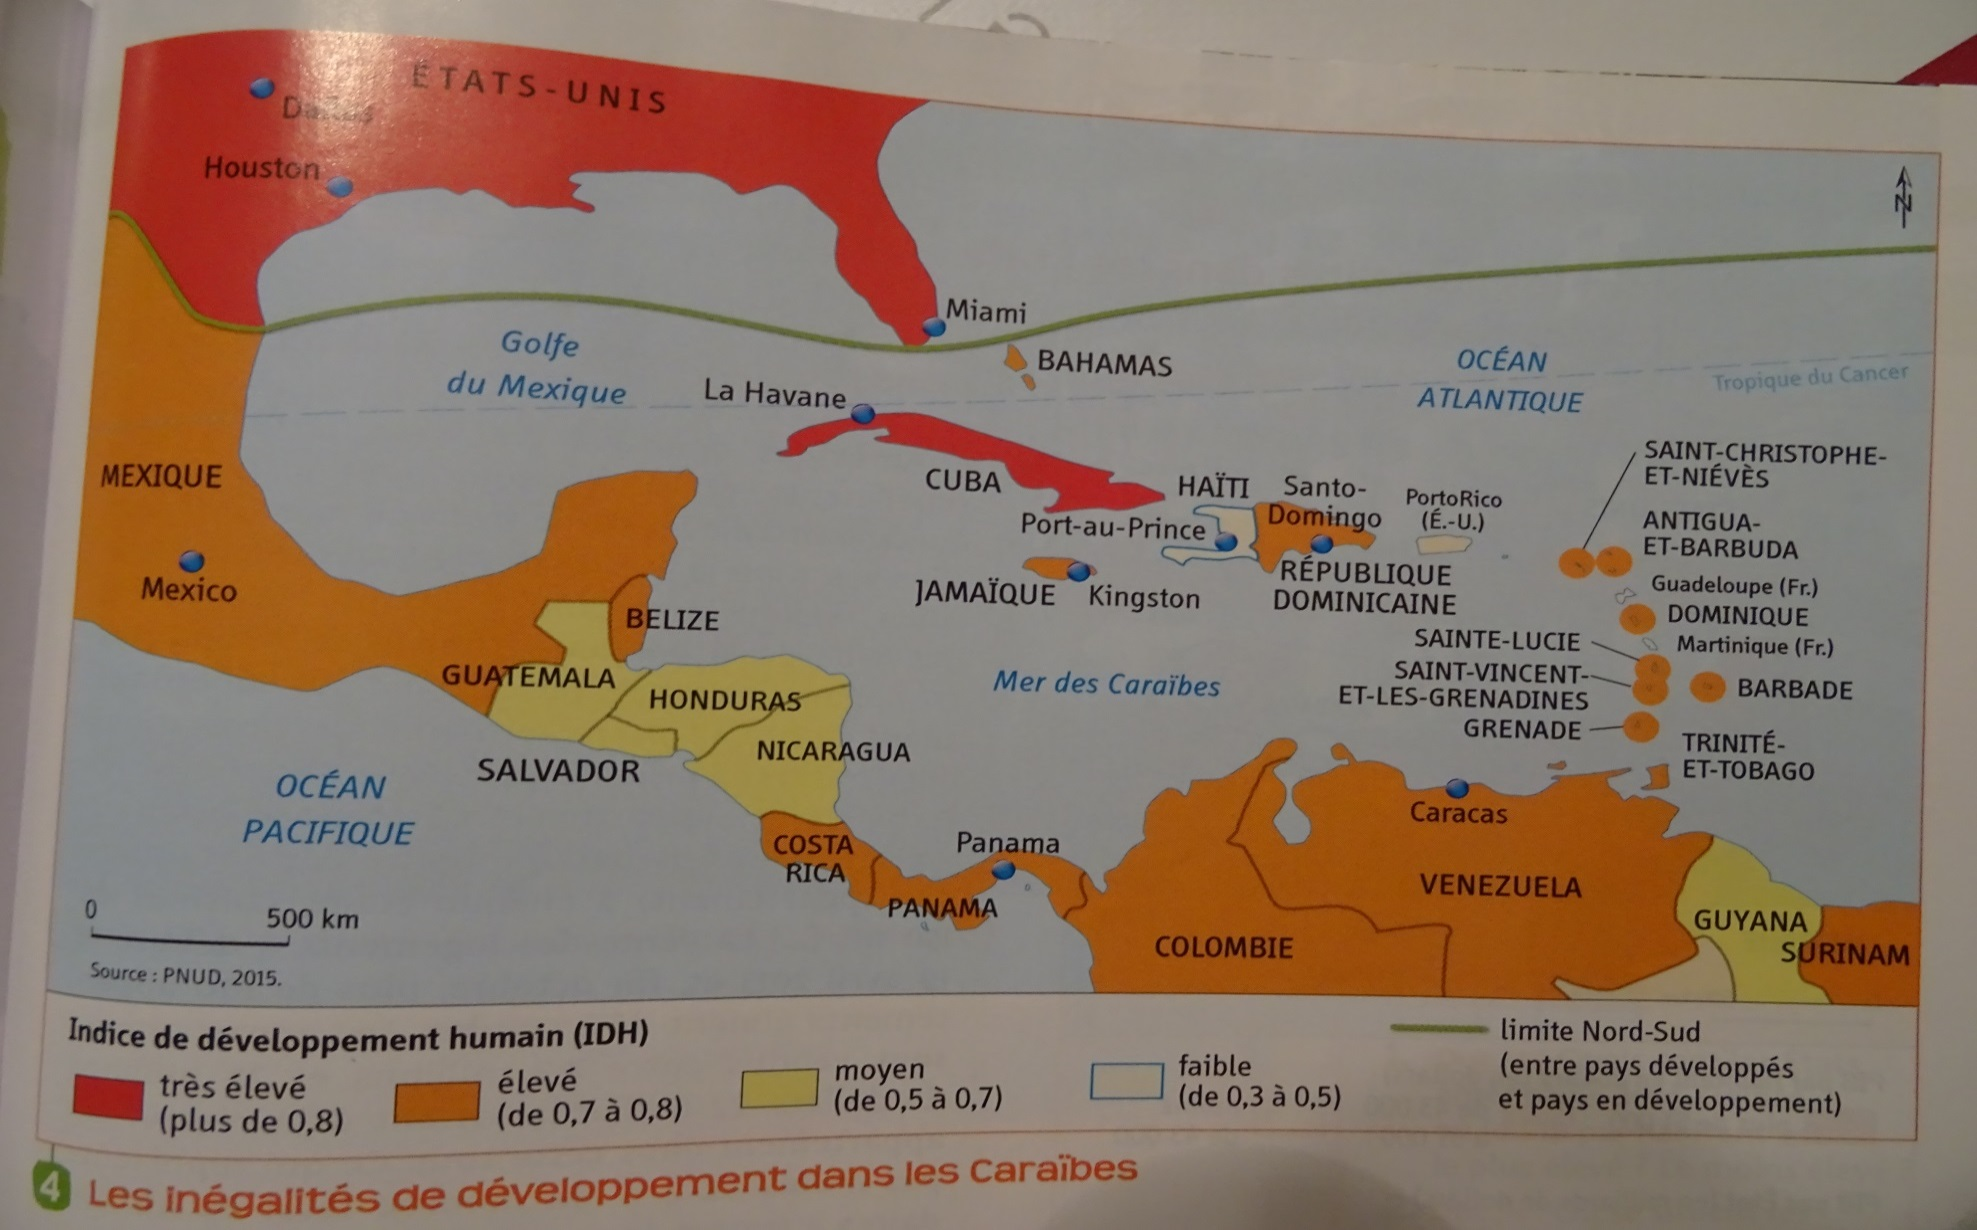 ÉTATS-UNIS
Dallas
Houston
Miami
Golfe
du Mexique
BAHAMAS
OCÉAN
ATLANTIQUE
Tropique du Cancer
La Havane
N
MEXIQUE
Mexico
CUBA
HAÏTI
Port-au-Prince
Santo-
Domingo
PortoRico
(É.-U.)
SAINT-CHRISTOPHE-
ET-NIÉVÈS
ANTIGUA-
ET-BARBUDA
JAMAÏQUE
Kingston
RÉPUBLIQUE
DOMINICAINE
Guadeloupe (Fr.)
DOMINIQUE
Martinique (Fr.)
SAINTE-LUCIE
SAINT-VINCENT-
ET-LES-GRENADINES
BARBADE
GRENADE
TRINITÉ-
ET-TOBAGO
BELIZE
GUATEMALA
HONDURAS
Mer des Caraïbes
NICARAGUA
SALVADOR
OCÉAN
PACIFIQUE
COSTA
RICA
Panama
PANAMA
Caracas
VENEZUELA
COLOMBIE
GUYANA
SURINAM
0
500 km
Source : PNUD, 2015.
Indice de développement humain (IDH)
très élevé
(plus de 0,8)
élevé
(de 0,7 à 0,8)
moyen
(de 0,5 à 0,7)
faible
(de 0,3 à 0,5)
limite Nord-Sud
(entre pays développés
et pays en développement)
4 Les inégalités de développement dans les Caraïbes